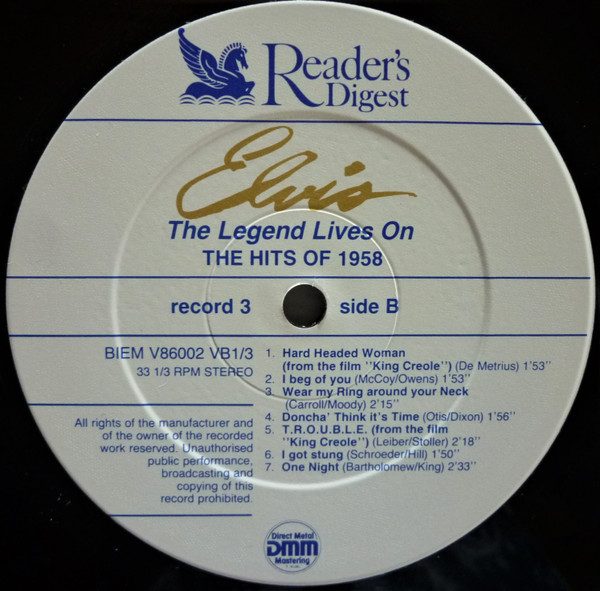 Reader's
Digest
Elvis
The Legend Lives On
THE HITS OF 1958
record 3 side B
BIEM V86002 VB1/3
33 1/3 RPM STEREO
1. Hard Headed Woman
(from the film "King Creole") (De Metrius) 1'53"
2. I beg of you (McCoy/Owens) 1'53"
3. Wear my Ring around your Neck
(Carroll/Moody) 2'15"
4. Doncha' Think it's Time (Otis/Dixon) 1'56"
5. T.R.O.U.B.L.E. (from the film
"King Creole") (Leiber/Stoller) 2'18"
6. I got stung (Schroeder/Hill) 1'50"
7. One Night (Bartholomew/King) 2'33"
All rights of the manufacturer and
of the owner of the recorded
work reserved. Unauthorised
public performance,
broadcasting and
copying of this
record prohibited.
Direct Metal
DMM
Mastering